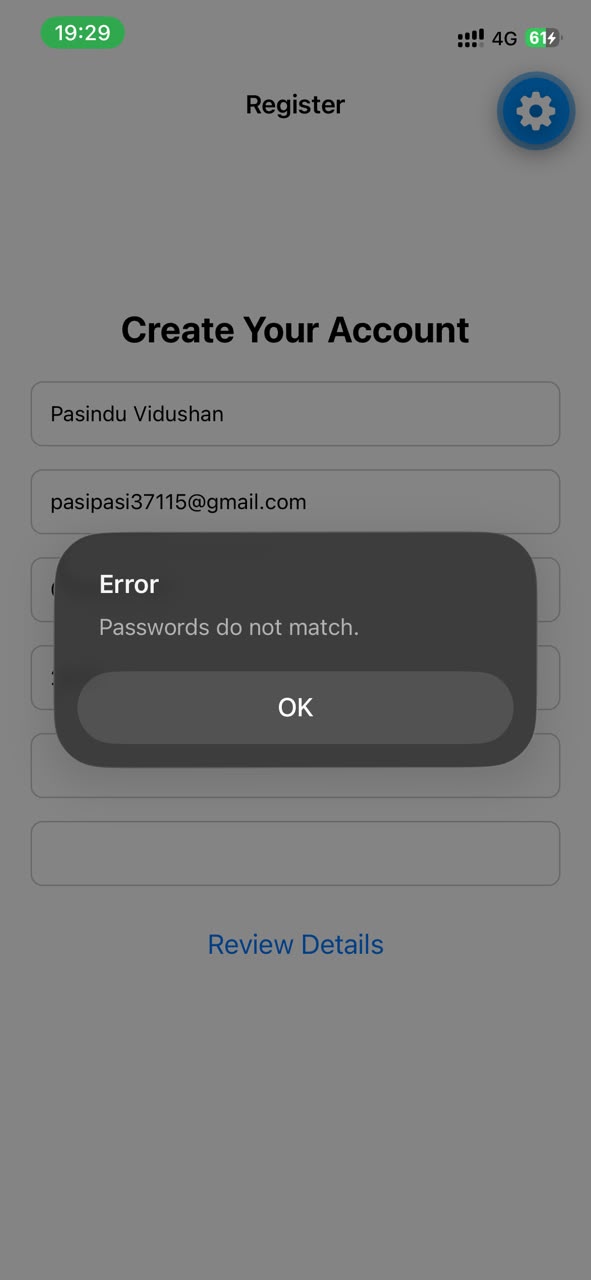 19:29
4G
61
Register
Create Your Account
Pasindu Vidushan
pasipasi37115@gmail.com
Error
Passwords do not match.
OK
Review Details